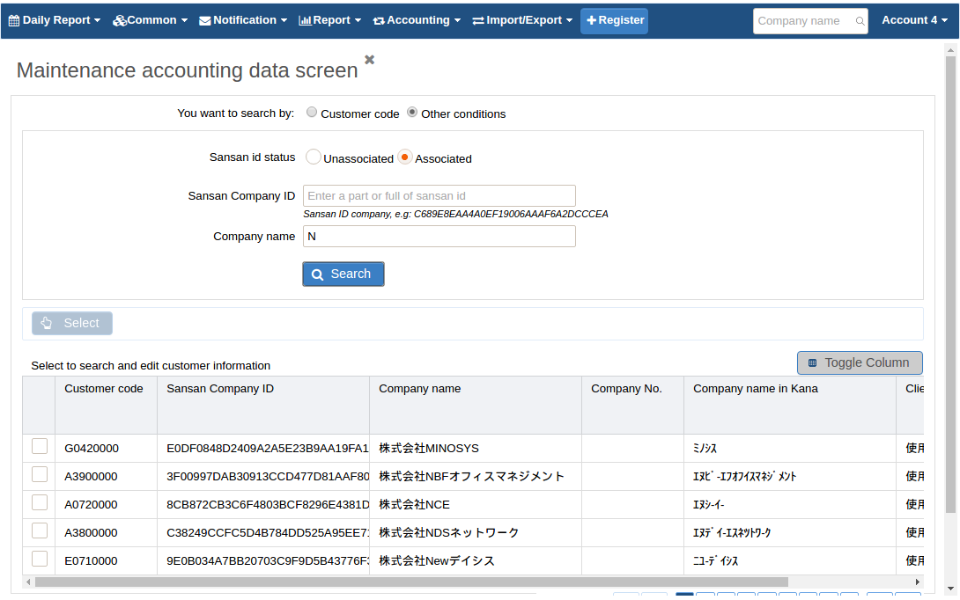 Daily Report Common Notification Report Accounting Import/Export Register Company name Account 4
Maintenance accounting data screen
You want to search by: Customer code Other conditions
Sansan id status Unassociated Associated
Sansan Company ID Enter a part or full of sansan id
Sansan ID company, e.g: C689E8EAA4A0EF19006AAAF6A2DCCCEA
Company name N
Search
Select
Select to search and edit customer information Toggle Column
Customer code Sansan Company ID Company name Company No. Company name in Kana Clie
G0420000 E0DF0848D2409A2A5E23B9AA19FA1 株式会社MINOSYS ﾐﾉｼｽ 使用
A3900000 3F00997DAB30913CCD477D81AAF80 株式会社NBFオフィスマネジメント ｴﾇﾋﾞ-ｴﾌｵﾌｲｽﾏﾈｼﾞﾒﾝﾄ 使用
A0720000 8CB872CB3C6F4803BCF8296E4381D 株式会社NCE ｴﾇｼ-ｲ- 使用
A3800000 C38249CCFC5D4B784DD525A95EE7 株式会社NDSネットワーク ｴﾇﾃﾞｲ-ｴｽﾈﾂﾄﾜ-ｸ 使用
E0710000 9E0B034A7BB20703C9F9D5B43776F 株式会社Newデイシス ﾆﾕ-ﾃﾞｲｼｽ 使用